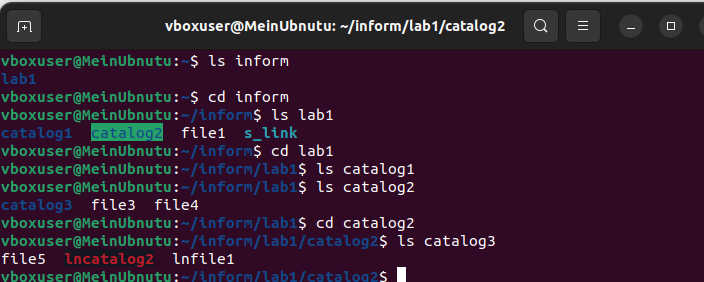 vboxuser@MeinUbnutu: ~/inform/lab1/catalog2
vboxuser@MeinUbnutu:~$ ls inform
lab1
vboxuser@MeinUbnutu:~$ cd inform
vboxuser@MeinUbnutu:~/inform$ ls lab1
catalog1  catalog2  file1  s_link
vboxuser@MeinUbnutu:~/inform$ cd lab1
vboxuser@MeinUbnutu:~/inform/lab1$ ls catalog1
vboxuser@MeinUbnutu:~/inform/lab1$ ls catalog2
catalog3  file3  file4
vboxuser@MeinUbnutu:~/inform/lab1$ cd catalog2
vboxuser@MeinUbnutu:~/inform/lab1/catalog2$ ls catalog3
file5  lncatalog2  lnfile1
vboxuser@MeinUbnutu:~/inform/lab1/catalog2$